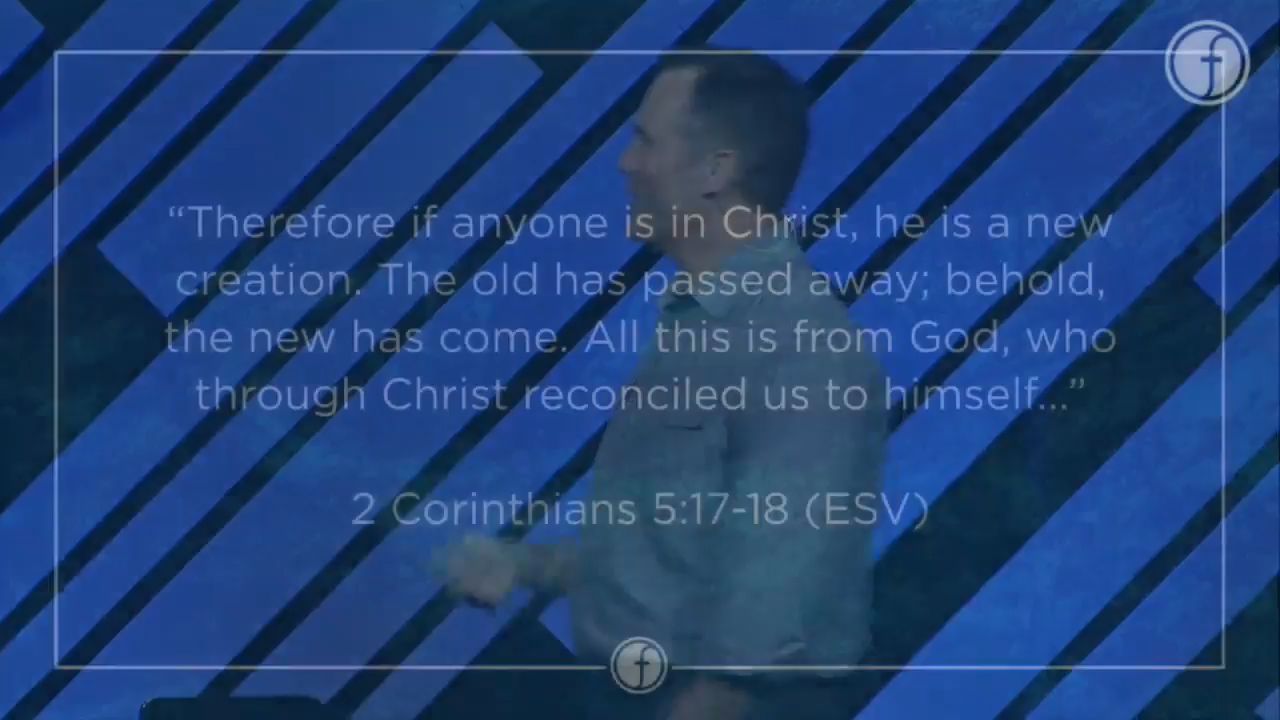 “Therefore if anyone is in Christ, he is a new
creation. The old has passed away; behold,
the new has come. All this is from God, who
through Christ reconciled us to himself...”
2 Corinthians 5:17-18 (ESV)